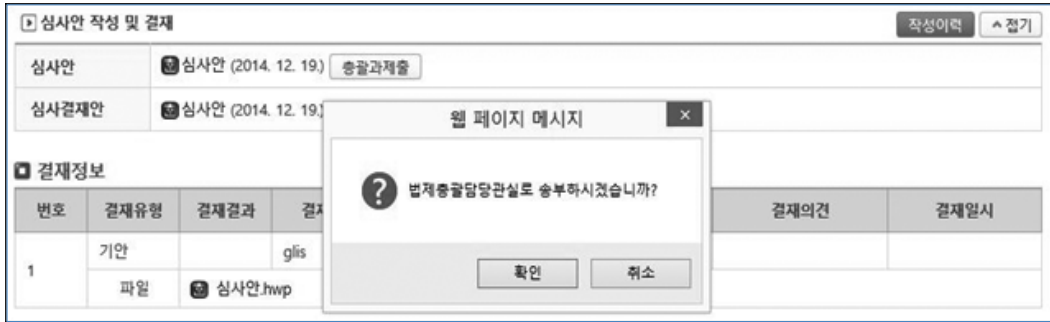 심사안 작성 및 결재
작성이력 접기
심사안 심사안 (2014. 12. 19.) 총괄과제출
심사결재안 심사안 (2014. 12. 19.)
웹 페이지 메시지
법제총괄담당관실로 송부하시겠습니까?
확인 취소
결재정보
번호 결재유형 결재결과 결재의견 결재일시
1 기안 glis
파일 심사안.hwp